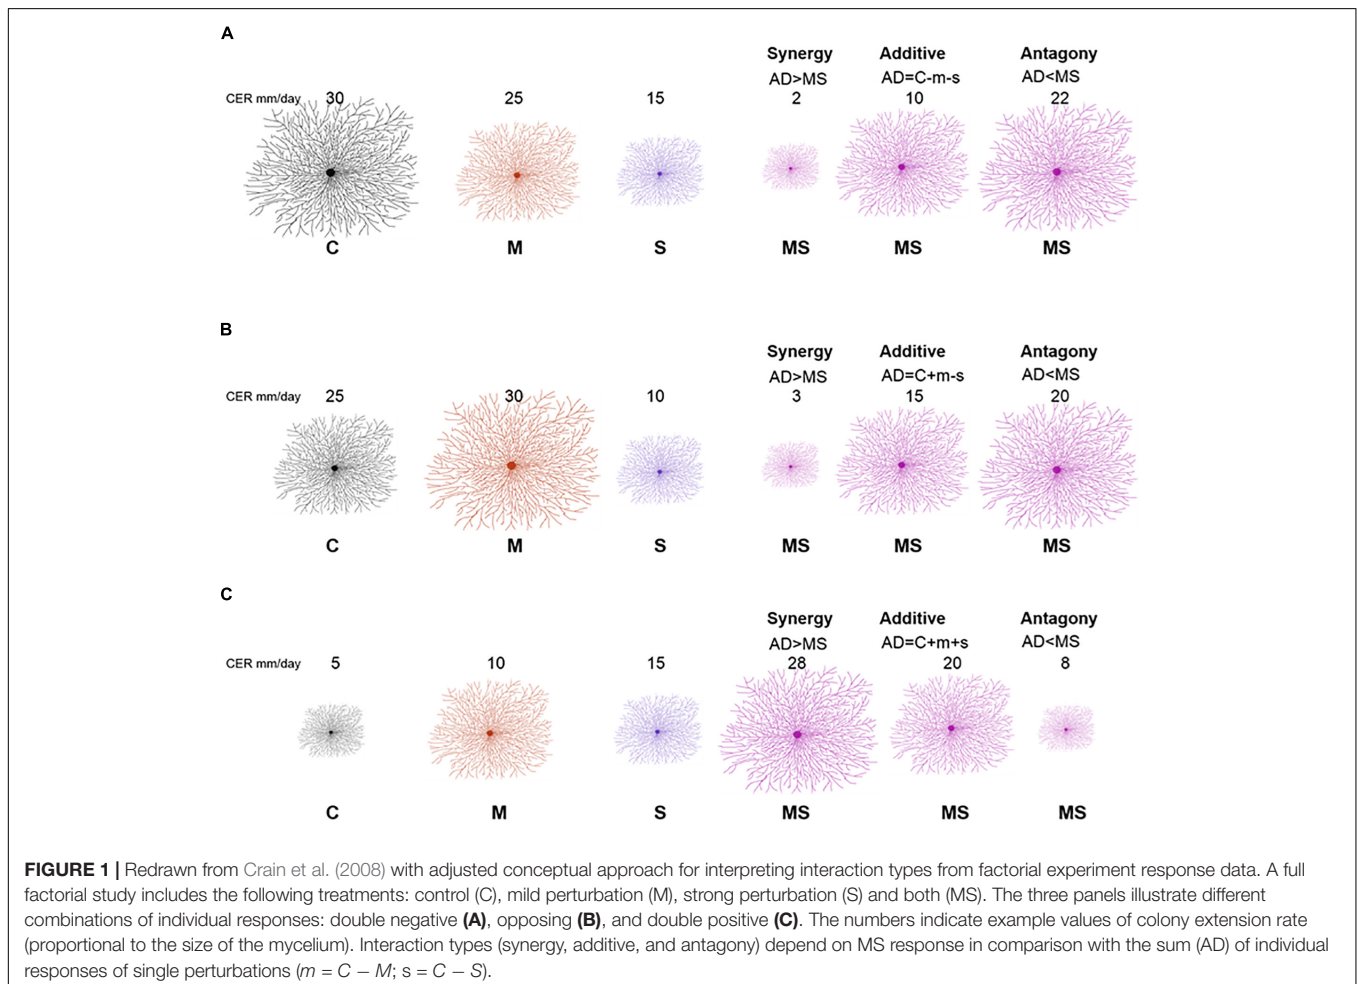 A
Synergy Additive Antagony
AD>MS AD=C-m-s AD<MS
CER mm/day 30 25 15 2 10 22
C M S MS MS MS
B
Synergy Additive Antagony
AD>MS AD=C+m-s AD<MS
CER mm/day 25 30 10 3 15 20
C M S MS MS MS
C
Synergy Additive Antagony
AD>MS AD=C+m+s AD<MS
CER mm/day 5 10 15 28 20 8
C M S MS MS MS
FIGURE 1 | Redrawn from Crain et al. (2008) with adjusted conceptual approach for interpreting interaction types from factorial experiment response data. A full
factorial study includes the following treatments: control (C), mild perturbation (M), strong perturbation (S) and both (MS). The three panels illustrate different
combinations of individual responses: double negative (A), opposing (B), and double positive (C). The numbers indicate example values of colony extension rate
(proportional to the size of the mycelium). Interaction types (synergy, additive, and antagony) depend on MS response in comparison with the sum (AD) of individual
responses of single perturbations (m = C − M; s = C − S).